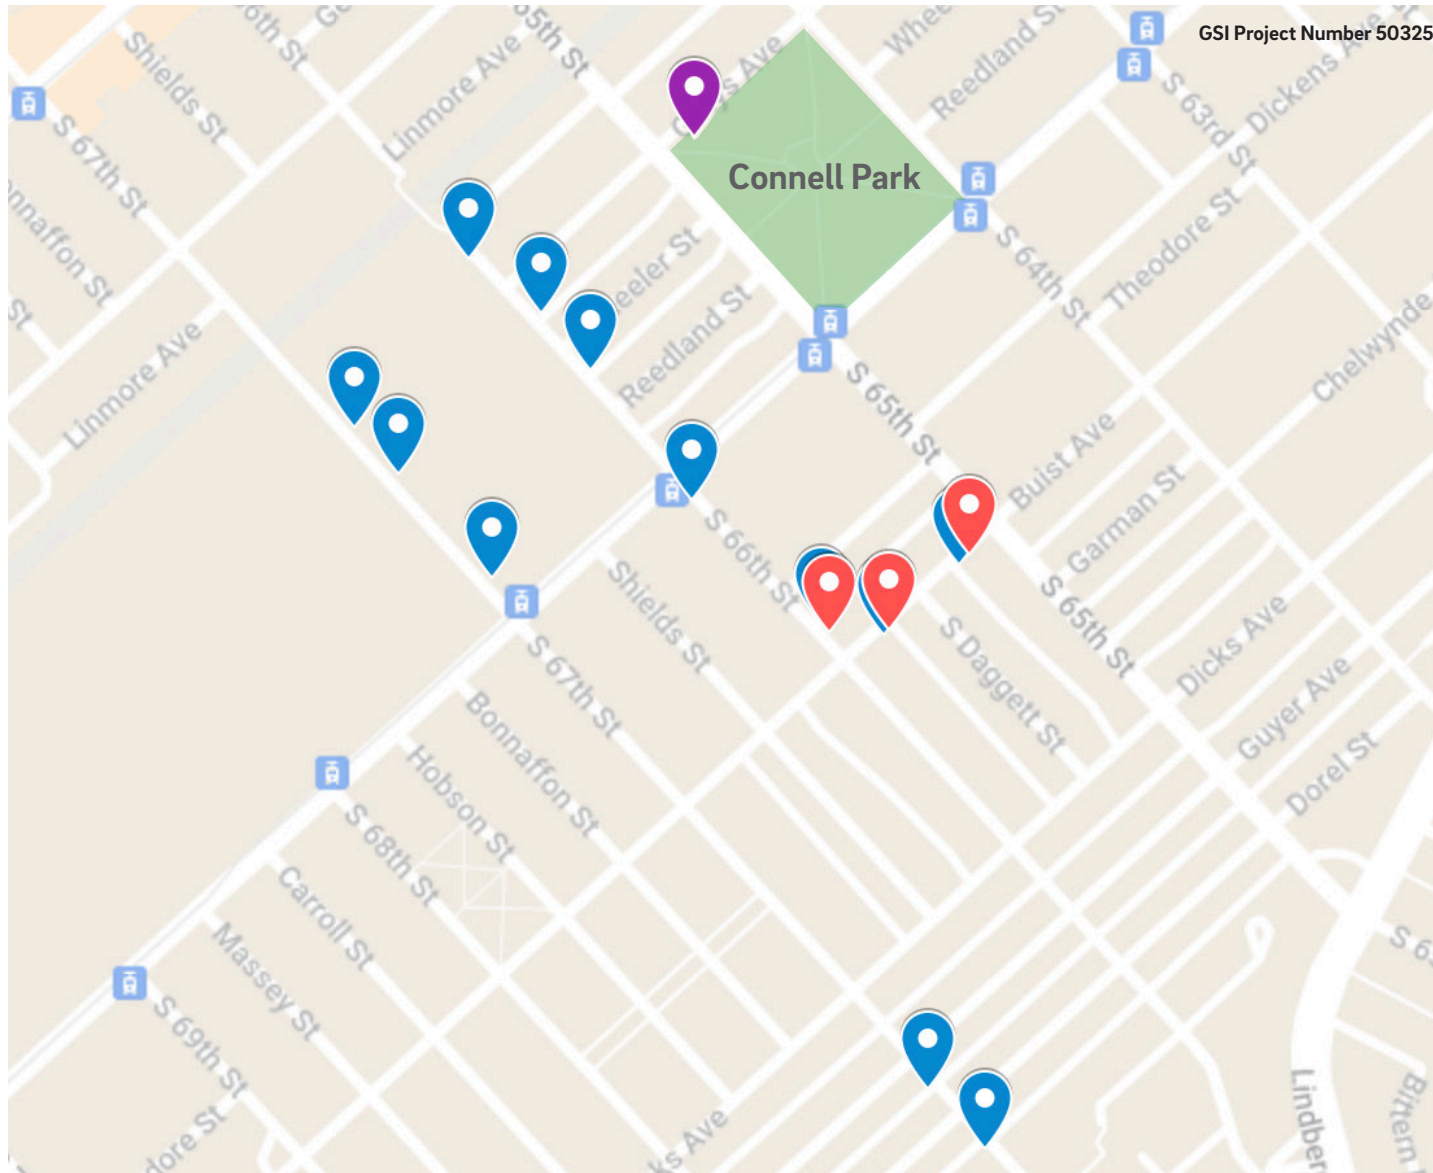 GSI Project Number 50325
S 65th St
Shields St
Linmore Ave
Reedland St
Dickens Ave
S 63rd St
S 67th St
Connell Park
Theodore St
S 64th St
Reedland St
Linmore Ave
Chelwynde
S 65th St
Buist Ave
Garman St
S 66th St
Shields St
S 65th St
Dicks Ave
S Daggett St
Guyer Ave
S 67th St
Bonnaffon St
Dorel St
Hobson St
S 68th St
Carroll St
Massey St
S 69th St